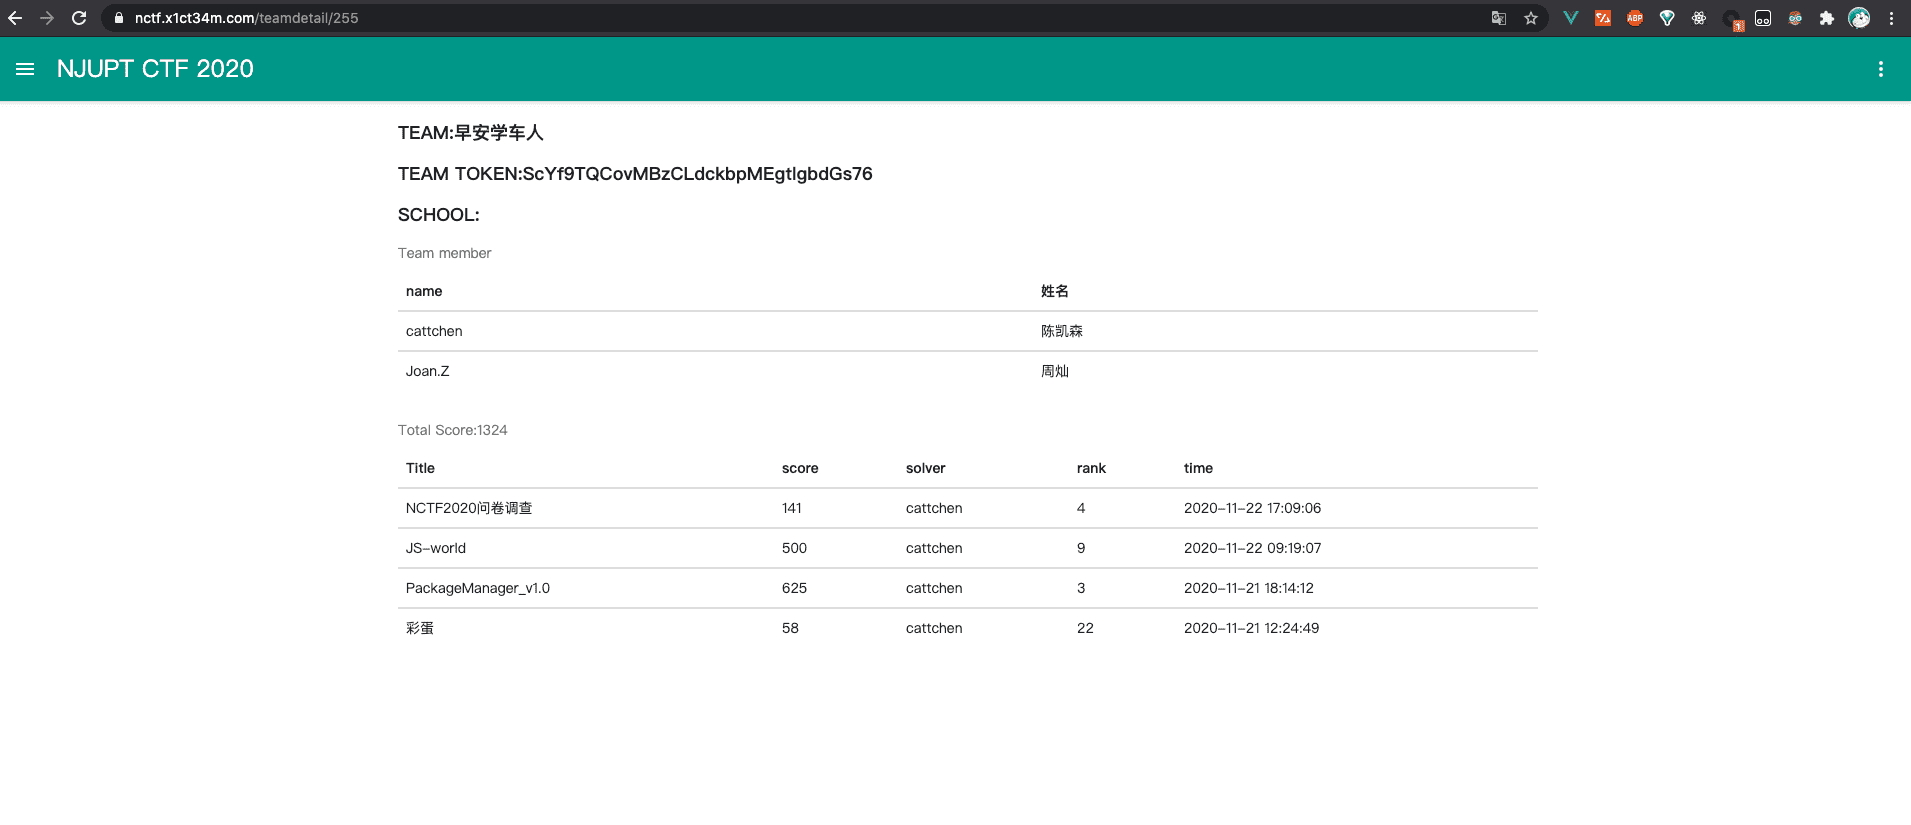 nctf.x1ct34m.com/teamdetail/255
NJUPT CTF 2020
TEAM:早安学车人
TEAM TOKEN:ScYf9TQCovMBzCLdckbpMEgtlgbdGs76
SCHOOL:
Team member
name 姓名
cattchen 陈凯森
Joan.Z 周灿
Total Score:1324
Title score solver rank time
NCTF2020问卷调查 141 cattchen 4 2020-11-22 17:09:06
JS-world 500 cattchen 9 2020-11-22 09:19:07
PackageManager_v1.0 625 cattchen 3 2020-11-21 18:14:12
彩蛋 58 cattchen 22 2020-11-21 12:24:49